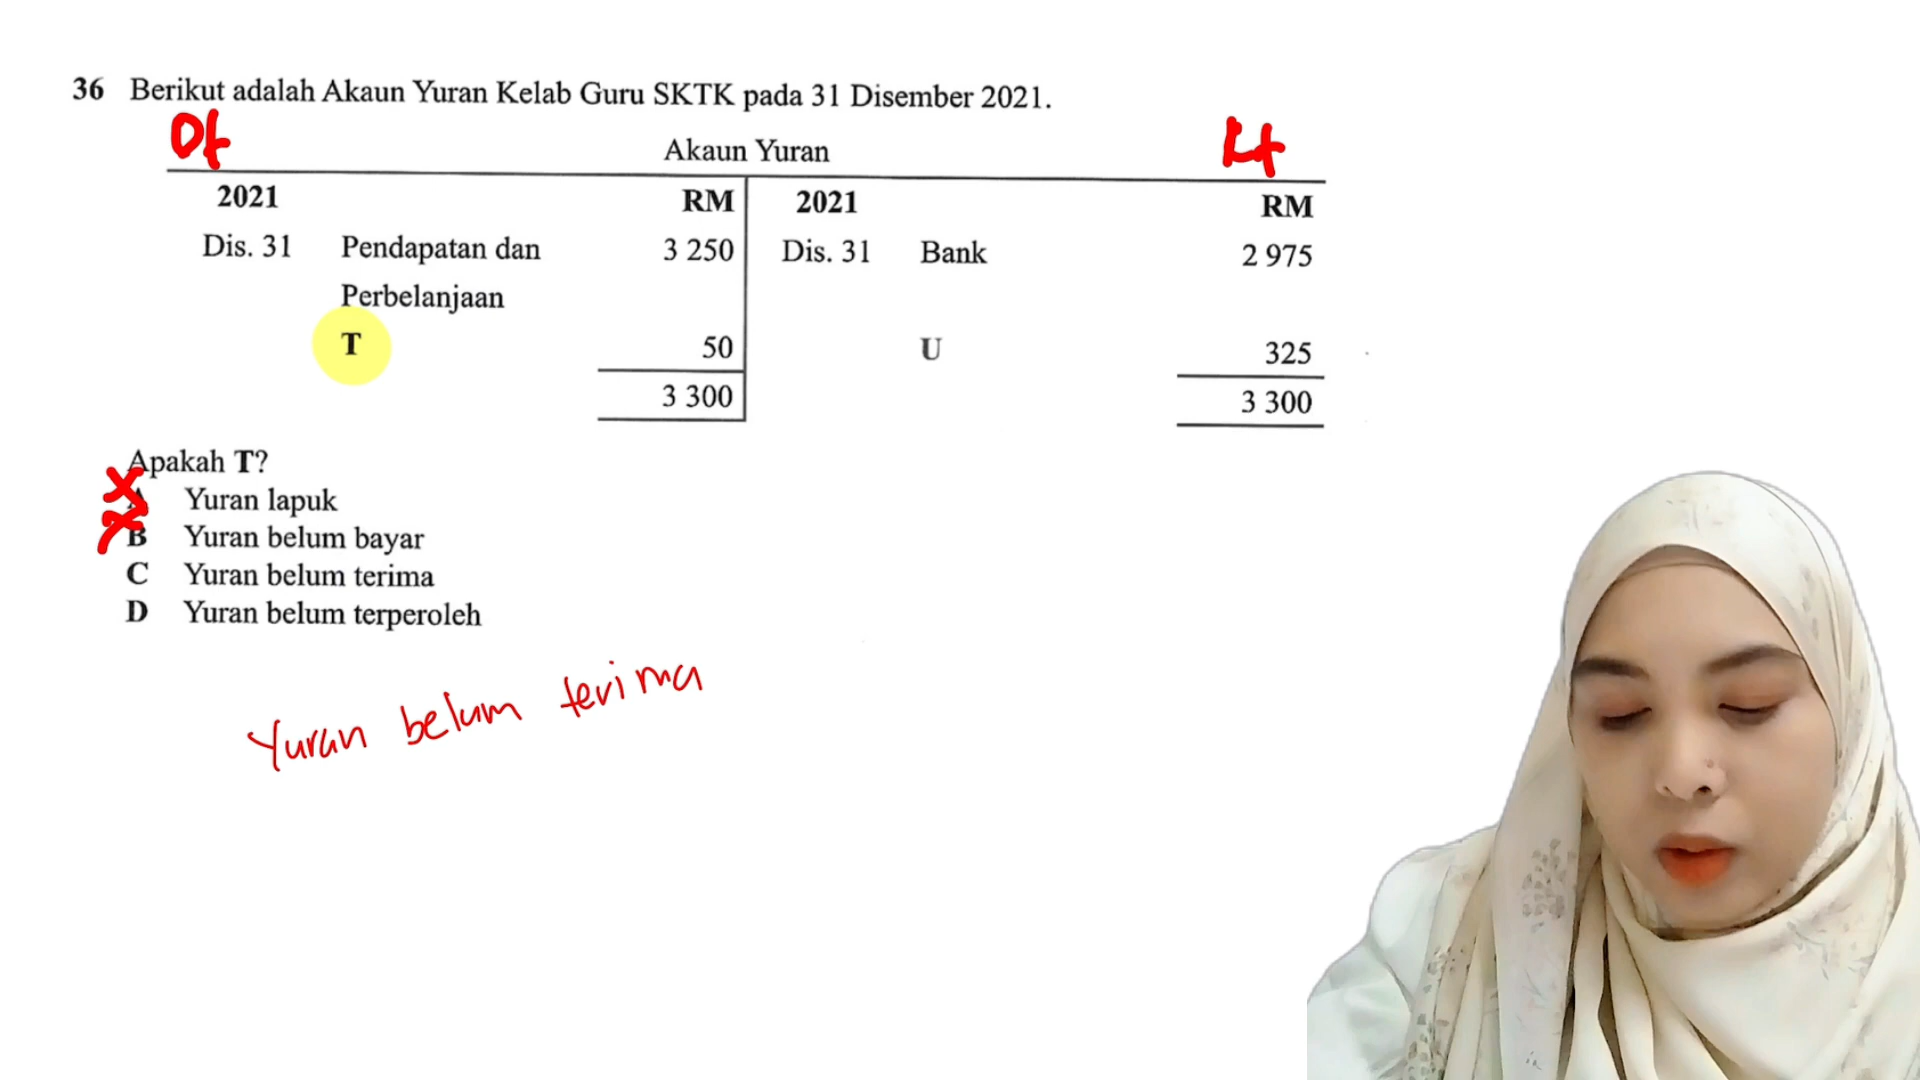 36 Berikut adalah Akaun Yuran Kelab Guru SKTK pada 31 Disember 2021.
Dt
Kt
Akaun Yuran
2021 RM 2021 RM
Dis. 31 Pendapatan dan 3 250 Dis. 31 Bank 2 975
Perbelanjaan
T 50 U 325
3 300 3 300
Apakah T?
A Yuran lapuk
B Yuran belum bayar
C Yuran belum terima
D Yuran belum terperoleh
Yuran belum terima